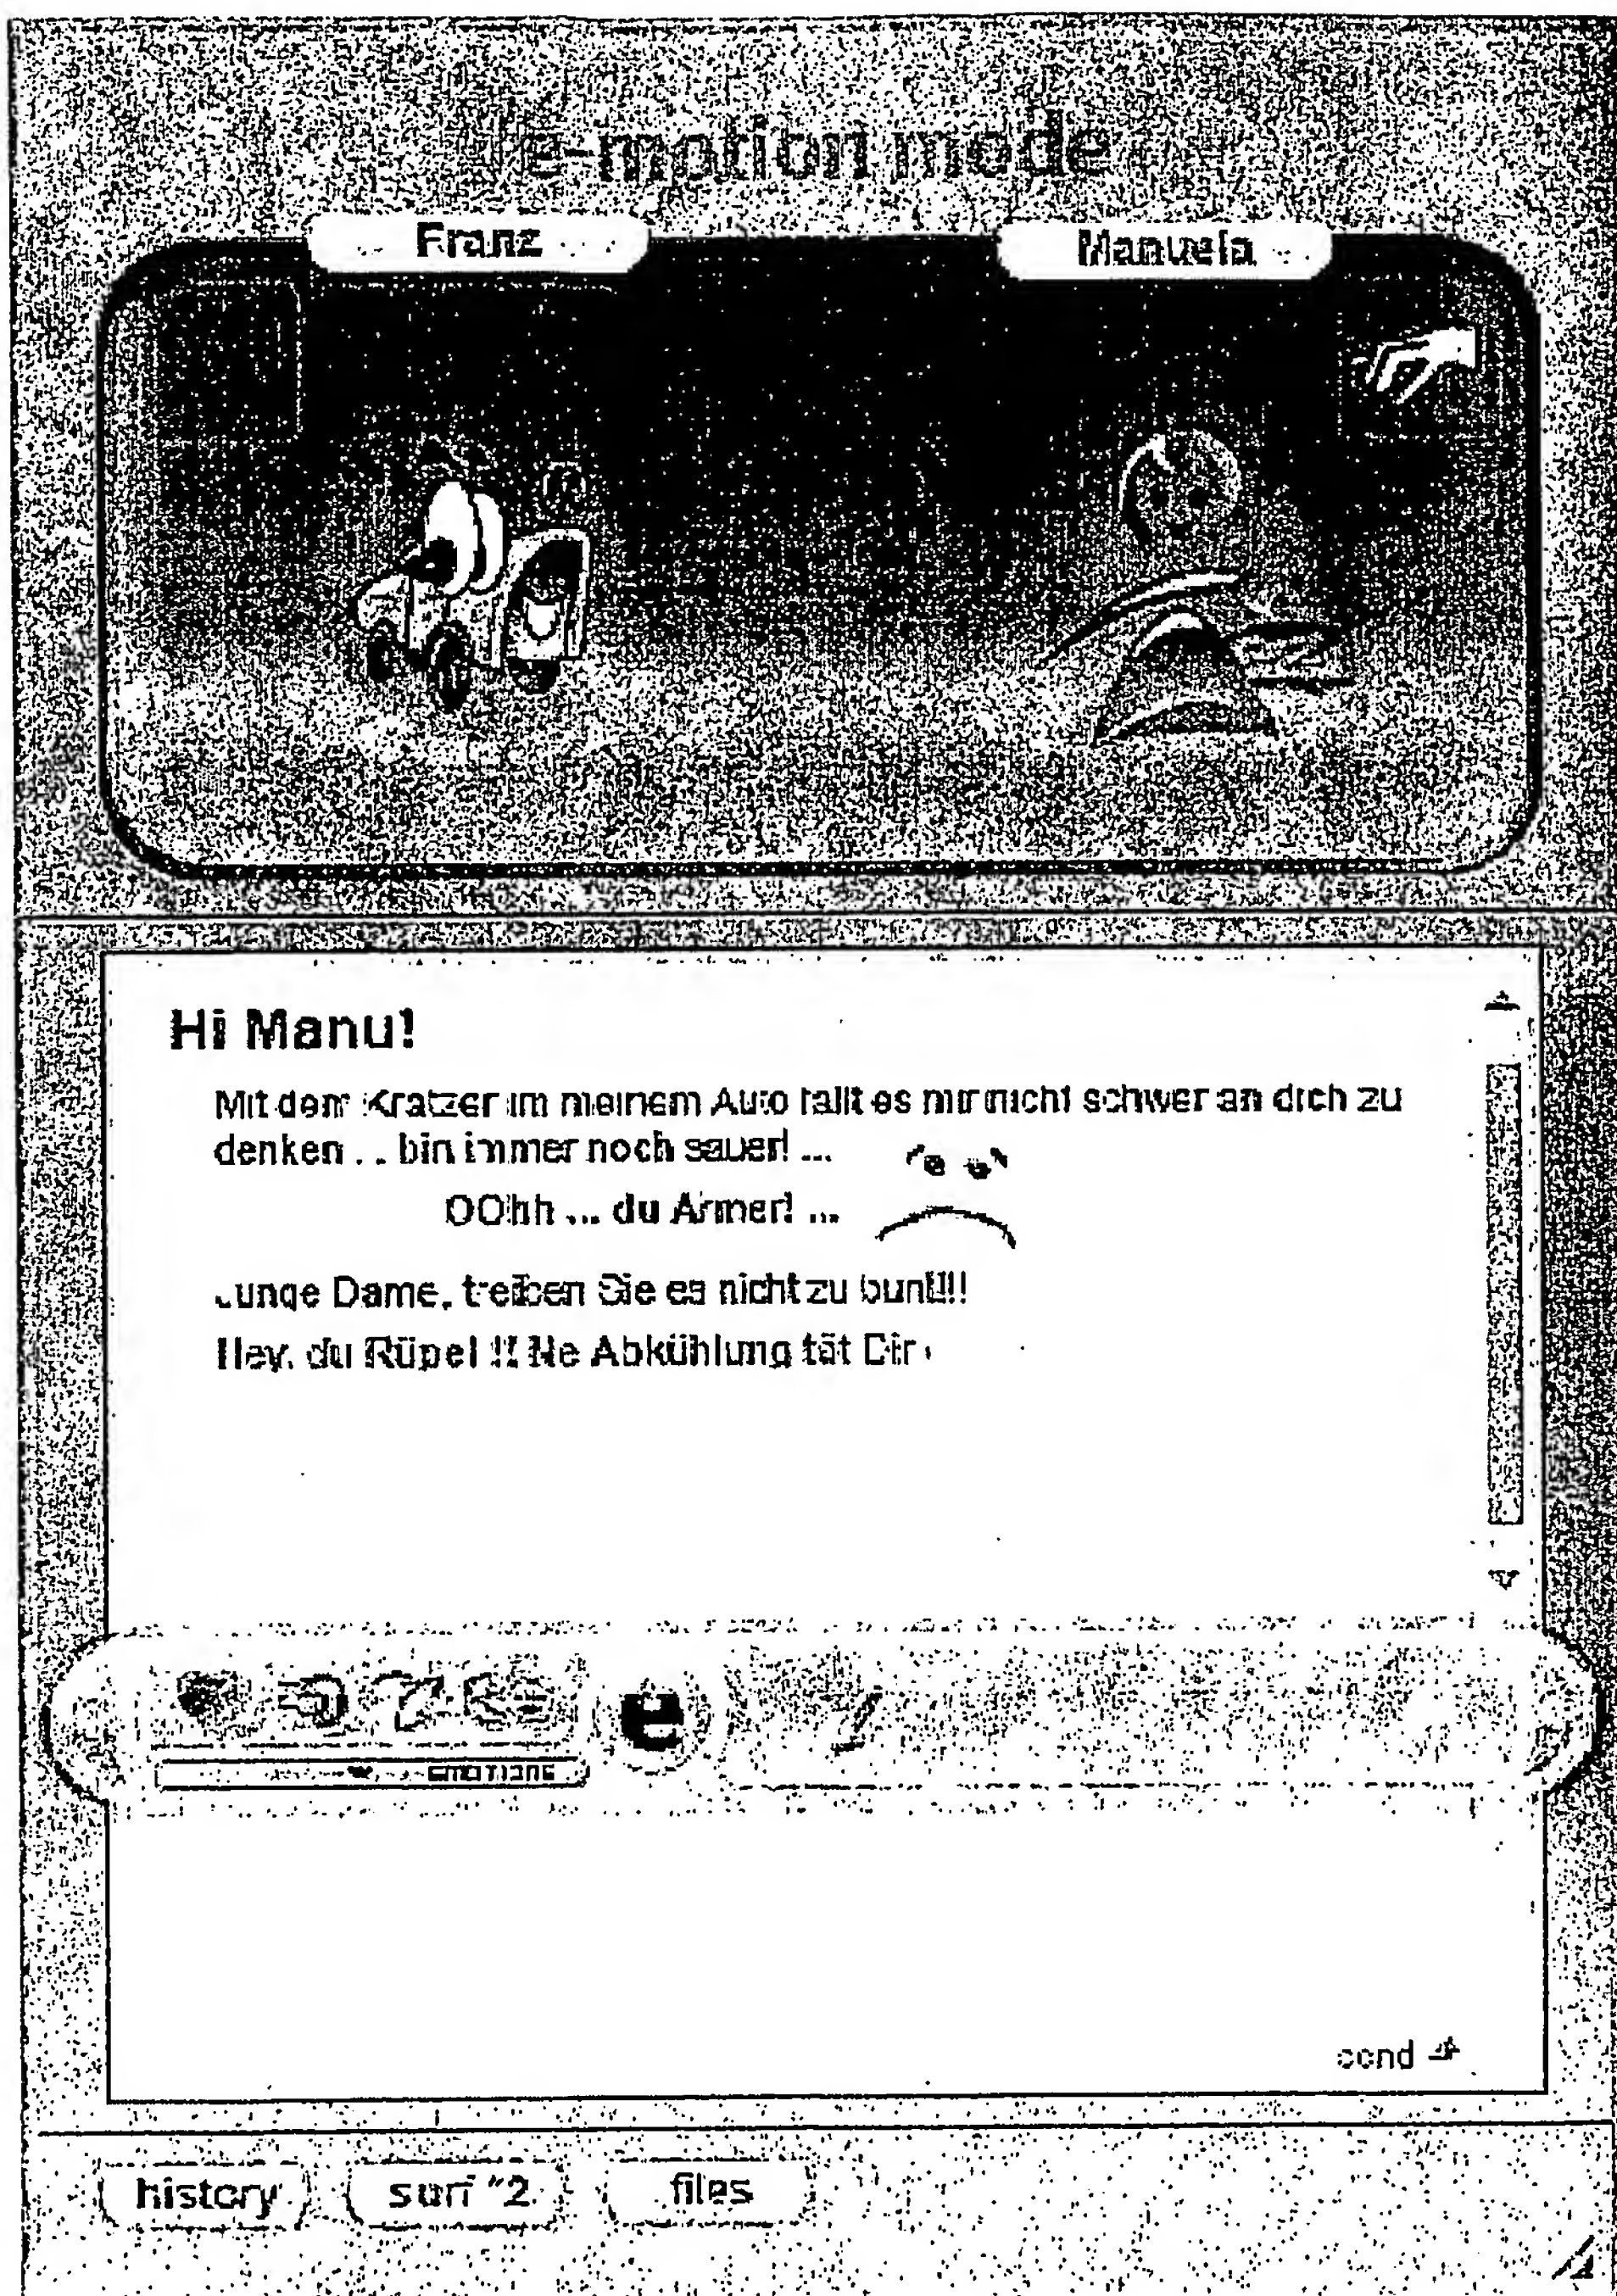 e-motion mode
Franz
Manuela
Hi Manu!
Mit dem Kratzer im meinem Auto fällt es mir nicht schwer an dich zu
denken . . bin immer noch sauer! ...
OOhh ... du Armer! ...
Junge Dame, treiben Sie es nicht zu bunt!!!
Hey, du Rüpel !! Ne Abkühlung tät Dir
e
EMOTIONS
send
history
surf "2
files